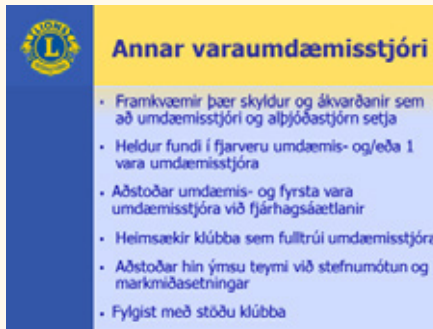 LIONS
L
Annar varaumdæmisstjóri
• Framkvæmir þær skyldur og ákvarðanir sem
að umdæmisstjóri og alþjóðastjórn setja
• Heldur fundi í fjarveru umdæmis- og/eða 1
vara umdæmisstjóra
• Aðstoðar umdæmis- og fyrsta vara
umdæmisstjóra við fjárhagsáætlanir
• Heimsækir klúbba sem fulltrúi umdæmisstjóra
• Aðstoðar hin ýmsu teymi við stefnumótun og
markmiðasetningar
• Fylgist með stöðu klúbba